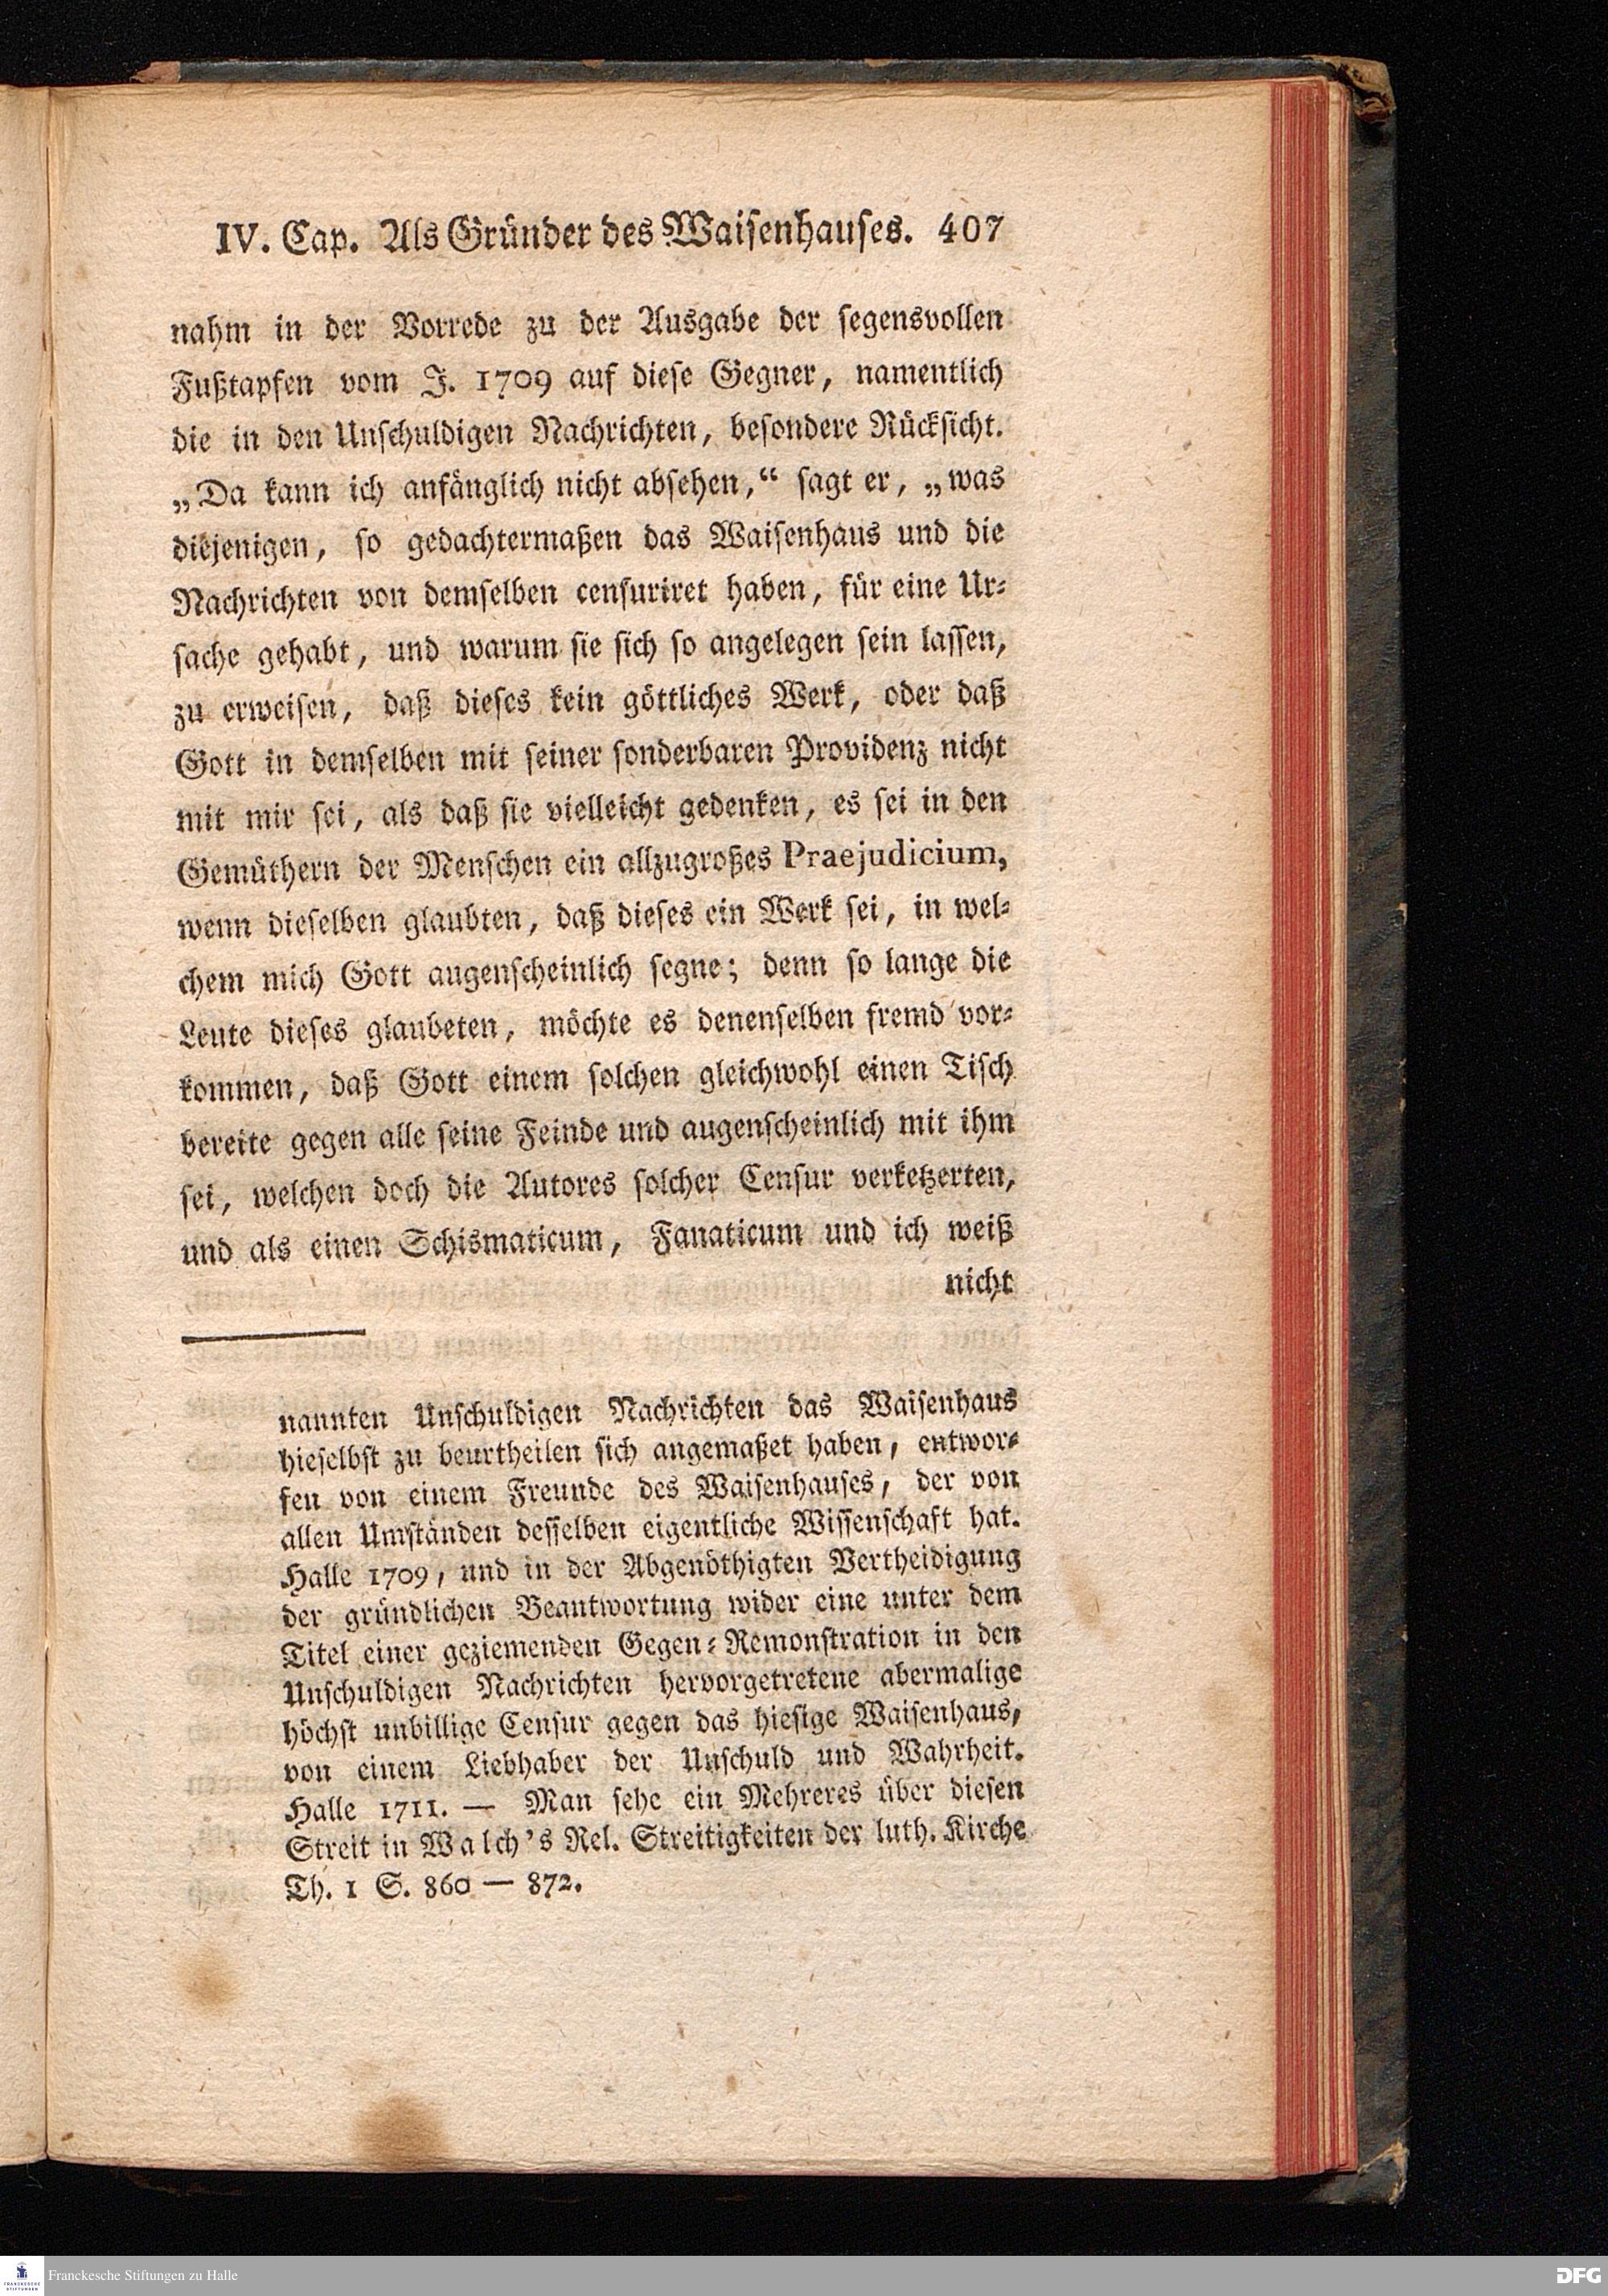 IV. Cap. Als Gründer des Waisenhauses. 407
nahm in der Vorrede zu der Ausgabe der segensvollen
Fußtapfen vom J. 1709 auf diese Gegner, namentlich
die in den Unschuldigen Nachrichten, besondere Rücksicht.
„Da kann ich anfänglich nicht absehen,“ sagt er, „was
diejenigen, so gedachtermaßen das Waisenhaus und die
Nachrichten von demselben censuriret haben, für eine Ur-
sache gehabt, und warum sie sich so angelegen sein lassen,
zu erweisen, daß dieses kein göttliches Werk, oder daß
Gott in demselben mit seiner sonderbaren Providenz nicht
mit mir sei, als daß sie vielleicht gedenken, es sei in den
Gemüthern der Menschen ein allzugroßes Praejudicium,
wenn dieselben glaubten, daß dieses ein Werk sei, in wel-
chem mich Gott augenscheinlich segne; denn so lange die
Leute dieses glaubeten, möchte es denenselben fremd vor-
kommen, daß Gott einem solchen gleichwohl einen Tisch
bereite gegen alle seine Feinde und augenscheinlich mit ihm
sei, welchen doch die Autores solcher Censur verketzerten,
und als einen Schismaticum, Fanaticum und ich weiß
nicht
nannten Unschuldigen Nachrichten das Waisenhaus
hieselbst zu beurtheilen sich angemaßet haben, entwor-
fen von einem Freunde des Waisenhauses, der von
allen Umständen desselben eigentliche Wissenschaft hat.
Halle 1709, und in der Abgenöthigten Vertheidigung
der gründlichen Beantwortung wider eine unter dem
Titel einer geziemenden Gegen-Remonstration in den
Unschuldigen Nachrichten hervorgetretene abermalige
höchst unbillige Censur gegen das hiesige Waisenhaus,
von einem Liebhaber der Unschuld und Wahrheit.
Halle 1711. — Man sehe ein Mehreres über diesen
Streit in Walch's Rel. Streitigkeiten der luth. Kirche
Th. 1 S. 860 — 872.
FRANCKESCHE STIFTUNGEN
Franckesche Stiftungen zu Halle
DFG